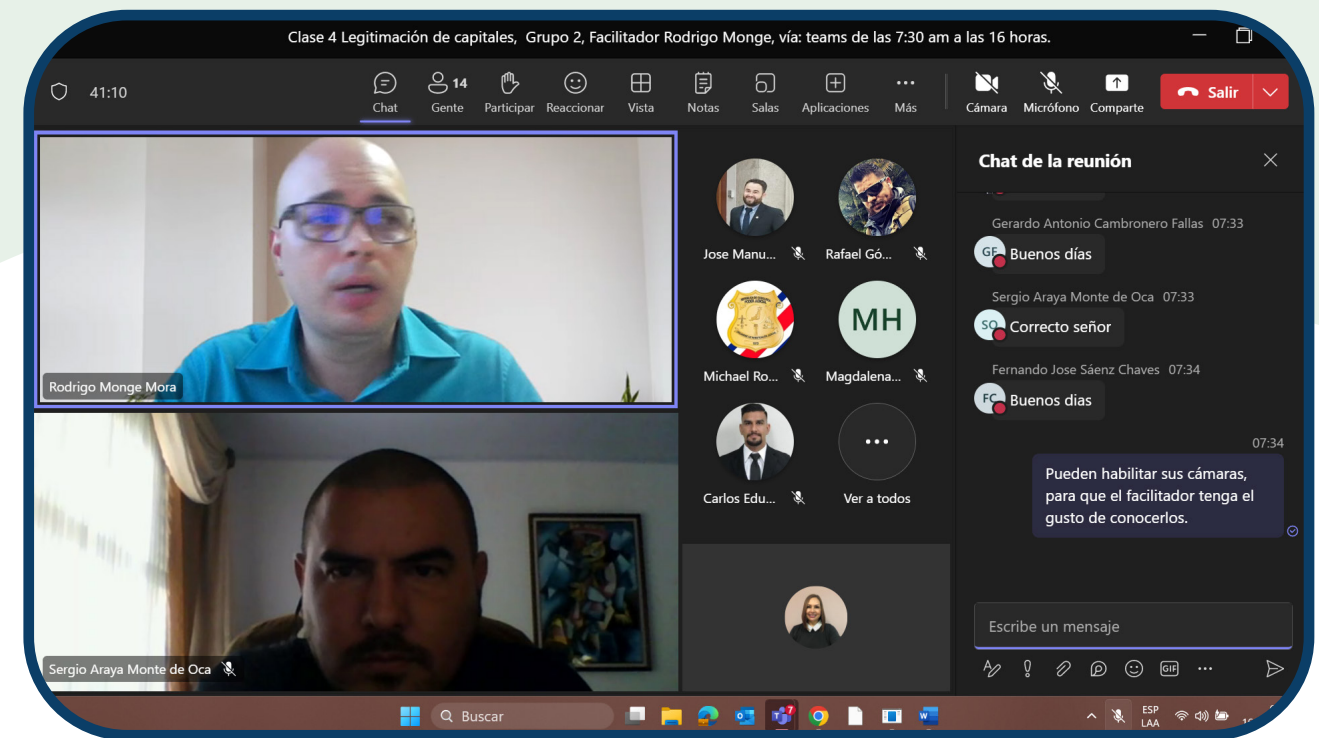 Clase 4 Legitimación de capitales, Grupo 2, Facilitador Rodrigo Monge, vía: teams de las 7:30 am a las 16 horas.
41:10
Chat
14
Gente
Participar
Reaccionar
Vista
Notas
Salas
Aplicaciones
Más
Cámara
Micrófono
Comparte
Salir
Rodrigo Monge Mora
Sergio Araya Monte de Oca
Jose Manu...
Rafael Gó...
Michael Ro...
MH
Magdalena...
Carlos Edu...
Ver a todos
Chat de la reunión
Gerardo Antonio Cambronero Fallas 07:33
GF
Buenos días
Sergio Araya Monte de Oca 07:33
SO
Correcto señor
Fernando Jose Sáenz Chaves 07:34
FC
Buenos dias
07:34
Pueden habilitar sus cámaras,
para que el facilitador tenga el
gusto de conocerlos.
Escribe un mensaje
GIF
Buscar
7
ESP
LAA